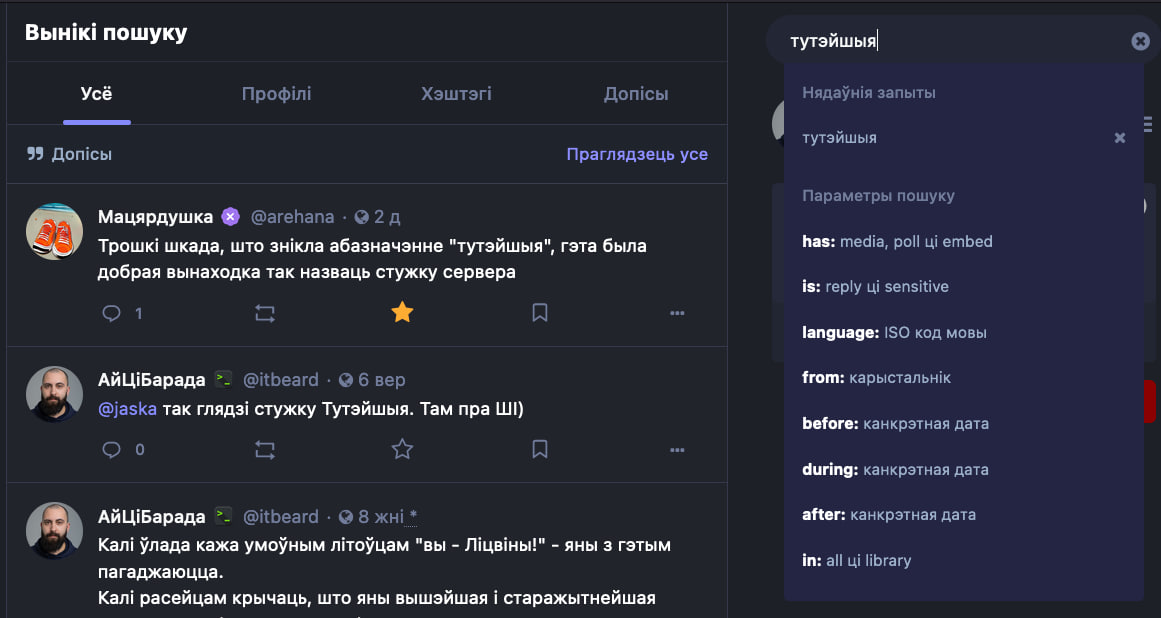 Вынікі пошуку
Усё
Профілі
Хэштэгі
Допісы
Допісы
Праглядзець усе
Мацярдушка @arehana · 2 д
Трошкі шкада, што знікла абазначэнне "тутэйшыя", гэта была
добрая вынаходка так назваць стужку сервера
1
АйЦіБарада @itbeard · 6 вер
@jaska так глядзі стужку Тутэйшыя. Там пра ШІ)
0
АйЦіБарада @itbeard · 8 жні *
Калі ўлада кажа умоўным літоўцам "вы - Ліцвіны!" - яны з гэтым
пагаджаюцца.
Калі расейцам крычаць, што яны вышэйшая і старажытнейшая
тутэйшыя
Нядаўнія запыты
тутэйшыя
Параметры пошуку
has: media, poll ці embed
is: reply ці sensitive
language: ISO код мовы
from: карыстальнік
before: канкрэтная дата
during: канкрэтная дата
after: канкрэтная дата
in: all ці library